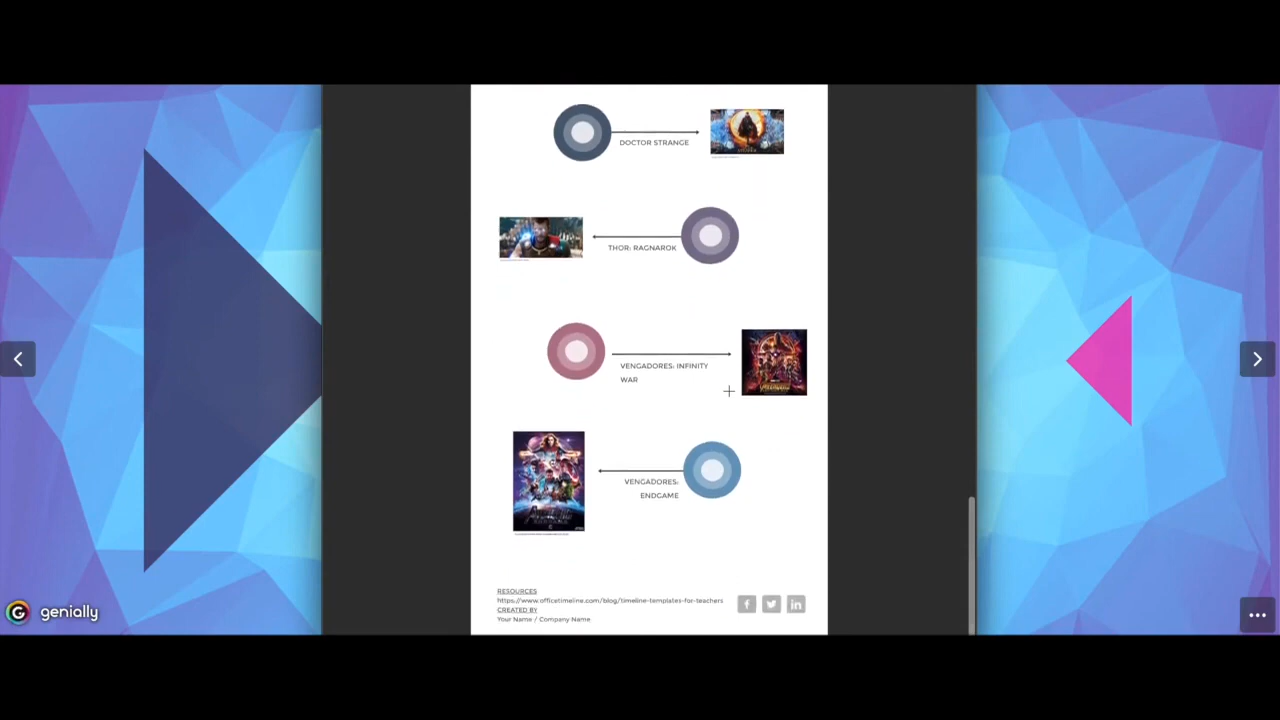 DOCTOR STRANGE
THOR: RAGNAROK
VENGADORES: INFINITY
WAR
VENGADORES:
ENDGAME
RESOURCES
https://www.officetimeline.com/blog/timeline-templates-for-teachers
CREATED BY
Your Name / Company Name
genially